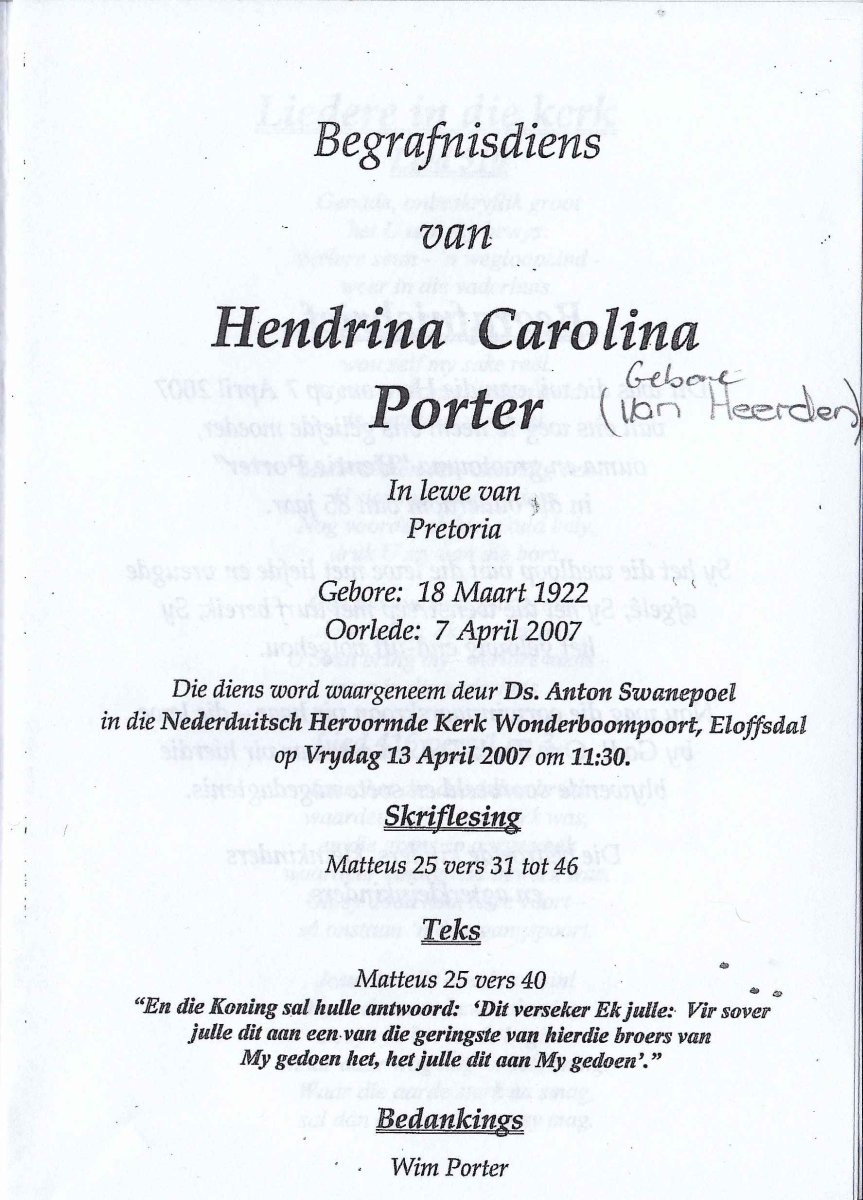 Begrafnisdiens
van
Hendrina Carolina
Porter
Gebore
(Van Heerden)
In lewe van
Pretoria
Gebore: 18 Maart 1922
Oorlede: 7 April 2007
Die diens word waargeneem deur Ds. Anton Swanepoel
in die Nederduitsch Hervormde Kerk Wonderboompoort, Eloffsdal
op Vrydag 13 April 2007 om 11:30.
Skriflesing
Matteus 25 vers 31 tot 46
Teks
Matteus 25 vers 40
“En die Koning sal hulle antwoord: ‘Dit verseker Ek julle: Vir sover
julle dit aan een van die geringste van hierdie broers van
My gedoen het, het julle dit aan My gedoen’.”
Bedankings
Wim Porter